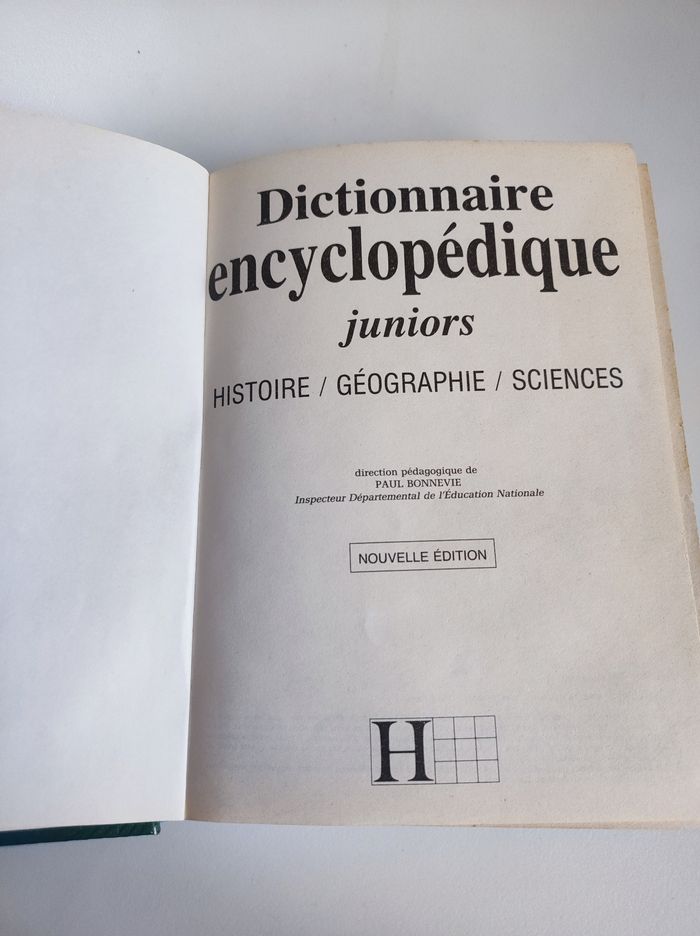 Dictionnaire
encyclopédique
juniors
HISTOIRE / GÉOGRAPHIE / SCIENCES
direction pédagogique de
PAUL BONNEVIE
Inspecteur Départemental de l'Éducation Nationale
NOUVELLE ÉDITION
H